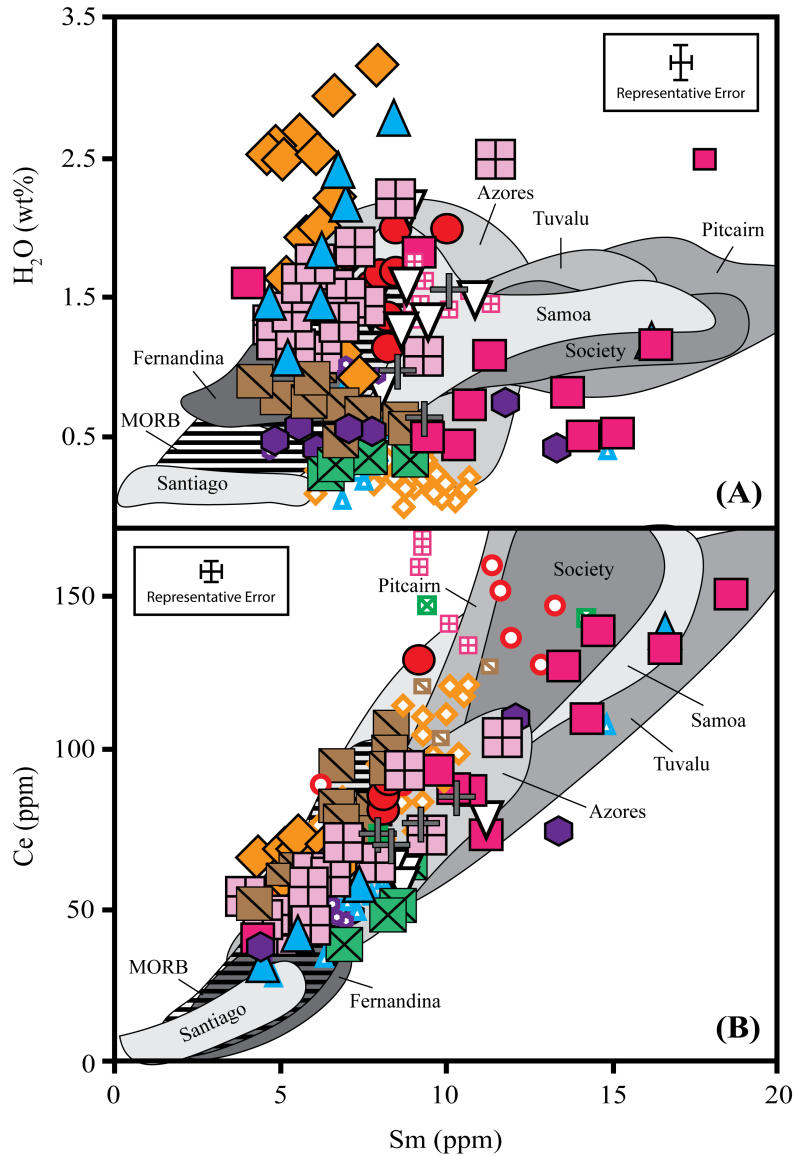 3.5
Representative Error
2.5
Azores
Tuvalu
Pitcairn
H2O (wt%)
1.5
Samoa
Society
Fernandina
MORB
0.5
Santiago
(A)
Representative Error
Pitcairn
Society
150
Samoa
Tuvalu
100
Azores
Ce (ppm)
50
MORB
Fernandina
Santiago
(B)
0
0 5 10 15 20
Sm (ppm)